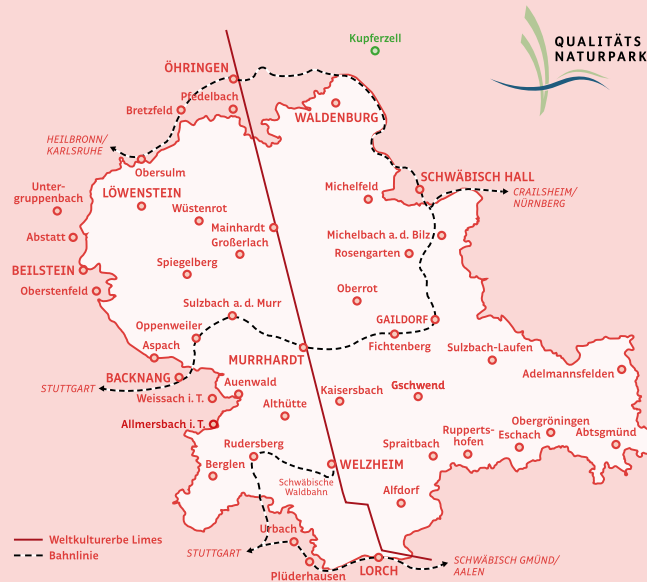 Kupferzell
QUALITÄTS
NATURPARK
ÖHRINGEN
Pfedelbach
Bretzfeld
WALDENBURG
HEILBRONN/
KARLSRUHE
Obersulm
SCHWÄBISCH HALL
Unter-
gruppenbach
LÖWENSTEIN
Michelfeld
CRAILSHEIM/
NÜRNBERG
Wüstenrot
Mainhardt
Abstatt
Michelbach a. d. Bilz
Großerlach
Rosengarten
BEILSTEIN
Spiegelberg
Oberstenfeld
Oberrot
Sulzbach a. d. Murr
GAILDORF
Oppenweiler
Aspach
Fichtenberg
Sulzbach-Laufen
MURRHARDT
Adelmannsfelden
BACKNANG
STUTTGART
Auenwald
Weissach i. T.
Kaisersbach
Gschwend
Althütte
Allmersbach i. T.
Obergröningen
Rupperts-
hofen
Eschach
Abtsgmünd
Rudersberg
Spraitbach
Berglen
WELZHEIM
Schwäbische
Waldbahn
Alfdorf
Urbach
Weltkulturerbe Limes
Bahnlinie
STUTTGART
Plüderhausen
LORCH
SCHWÄBISCH GMÜND/
AALEN